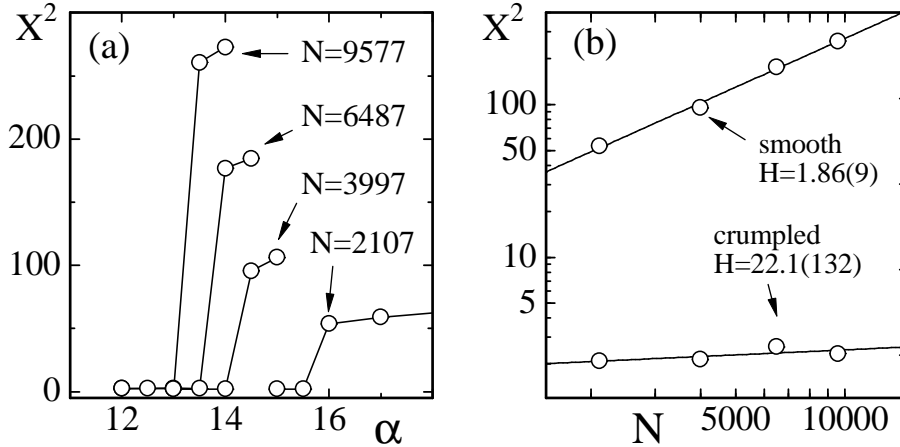 X²
(a)
N=9577
N=6487
N=3997
N=2107
200
100
0
12
14
16
α
X²
(b)
100
50
10
5
smooth
H=1.86(9)
crumpled
H=22.1(132)
N
5000
10000